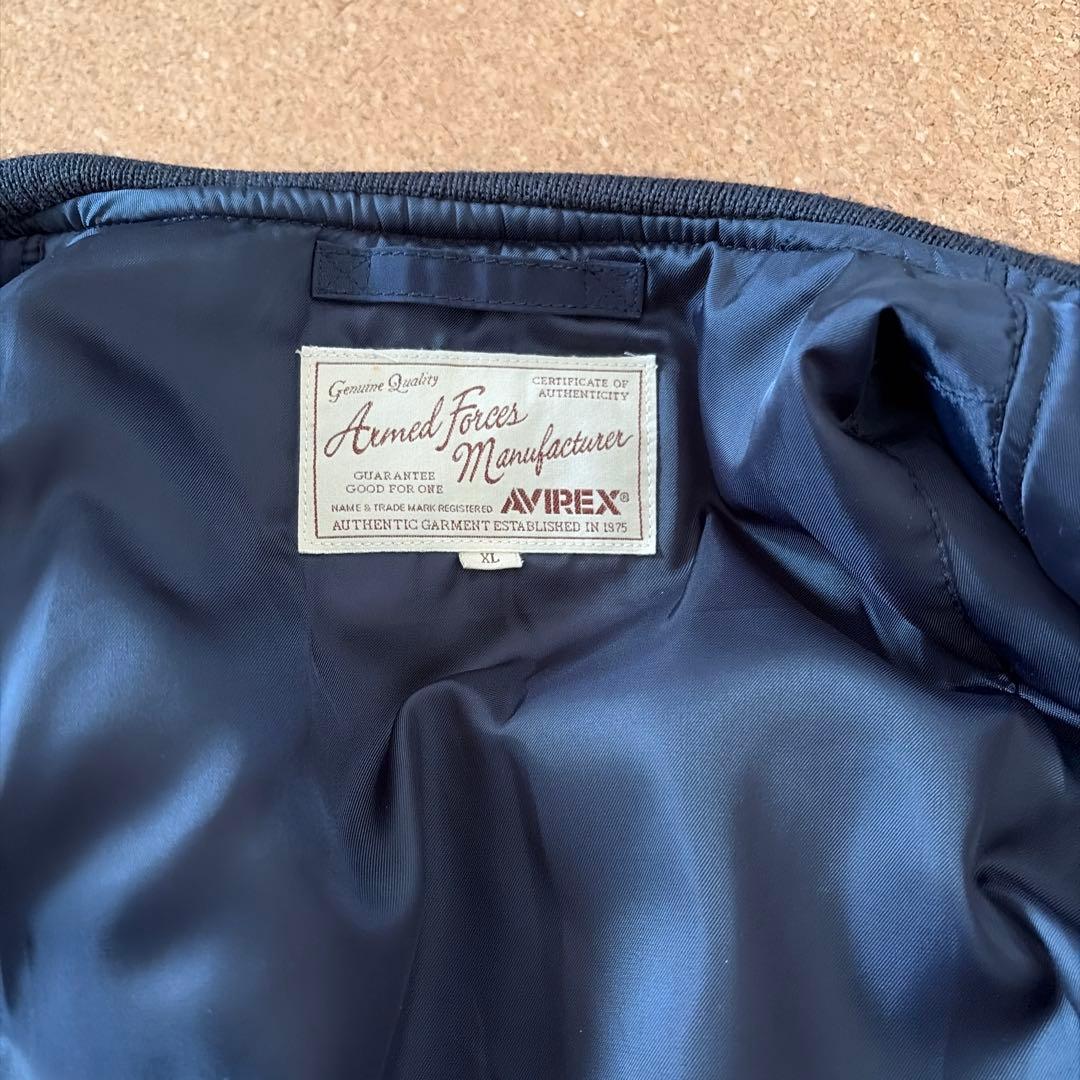 Genuine Quality
CERTIFICATE OF
AUTHENTICITY
Armed Forces
Manufacturer
GUARANTEE
GOOD FOR ONE
NAME & TRADE MARK REGISTERED
AVIREX®
AUTHENTIC GARMENT ESTABLISHED IN 1975
XL